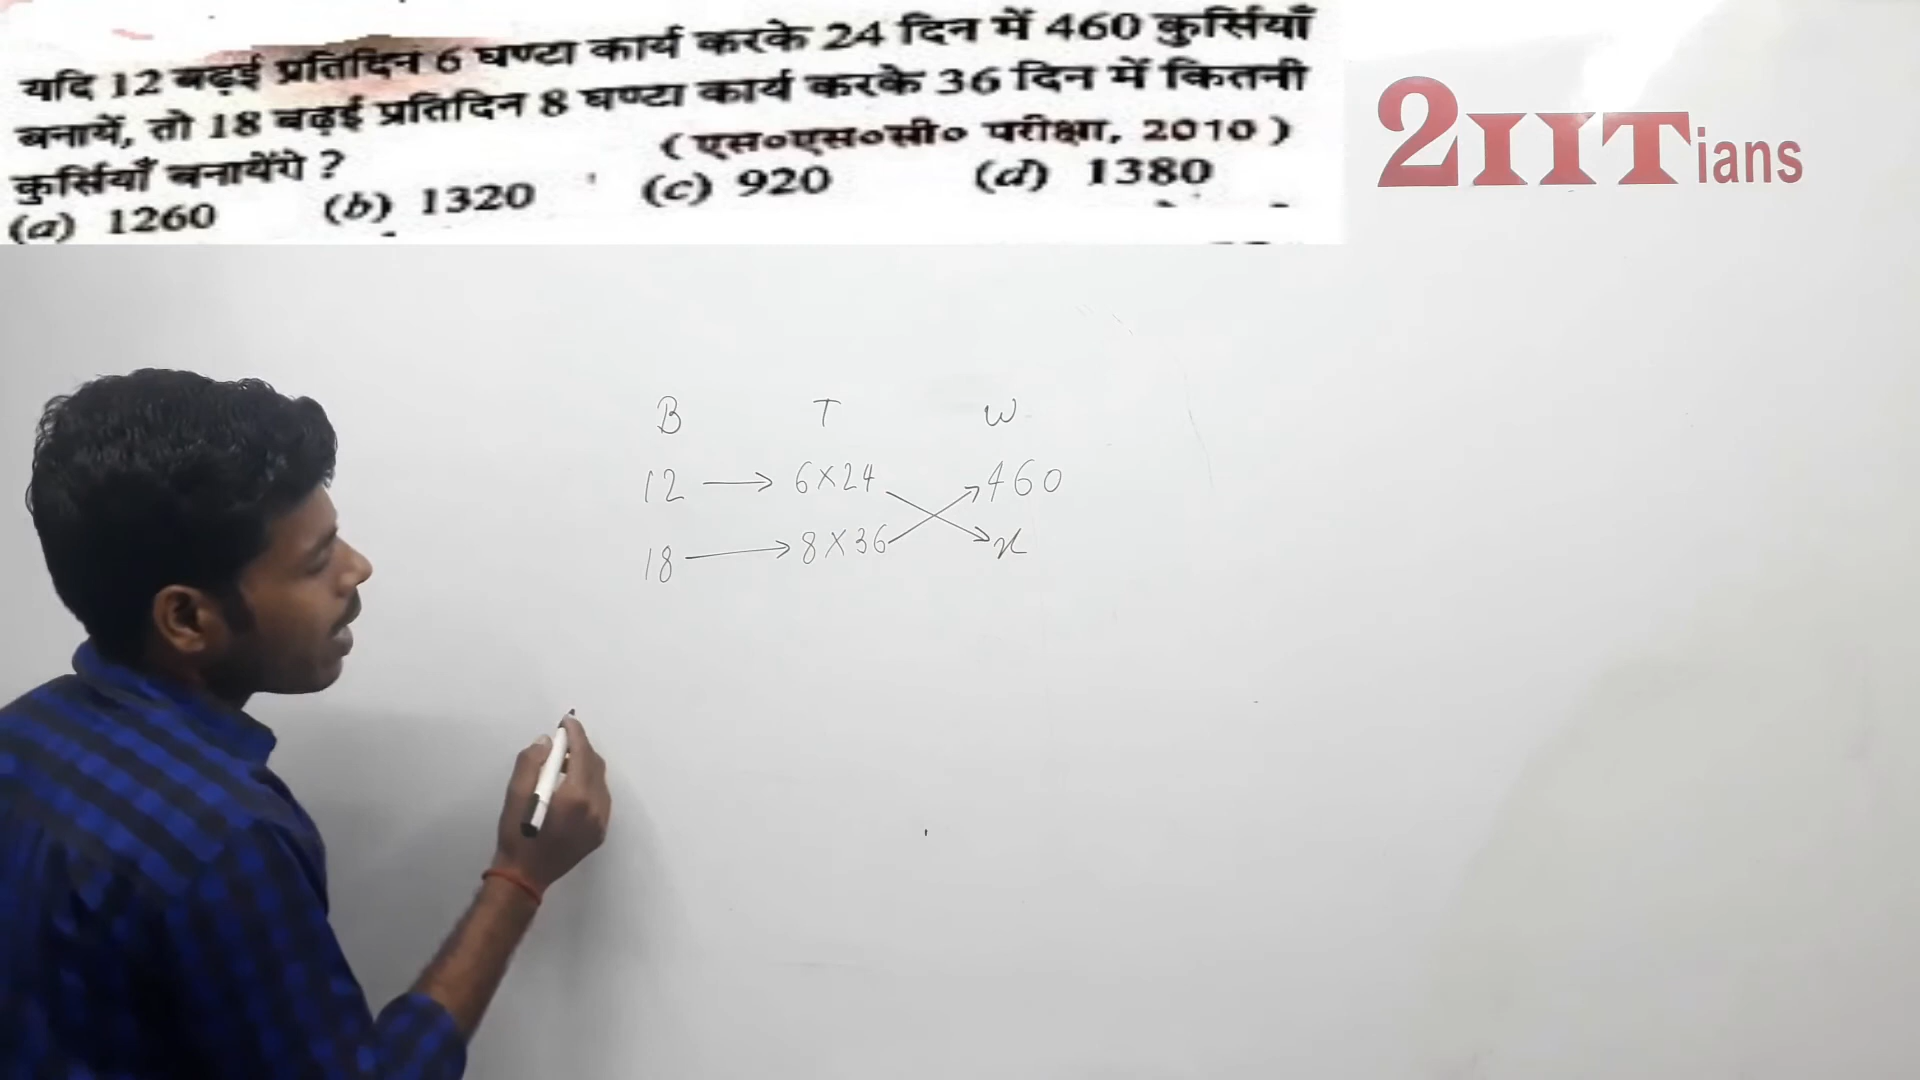 यदि 12 बढ़ई प्रतिदिन 6 घण्टा कार्य करके 24 दिन में 460 कुर्सियाँ
बनायें, तो 18 बढ़ई प्रतिदिन 8 घण्टा कार्य करके 36 दिन में कितनी
कुर्सियाँ बनायेंगे ? (एस०एस०सी० परीक्षा, 2010)
(a) 1260 (b) 1320 (c) 920 (d) 1380
2IITians
B T W
12 → 6×24 460
18 → 8×36 x